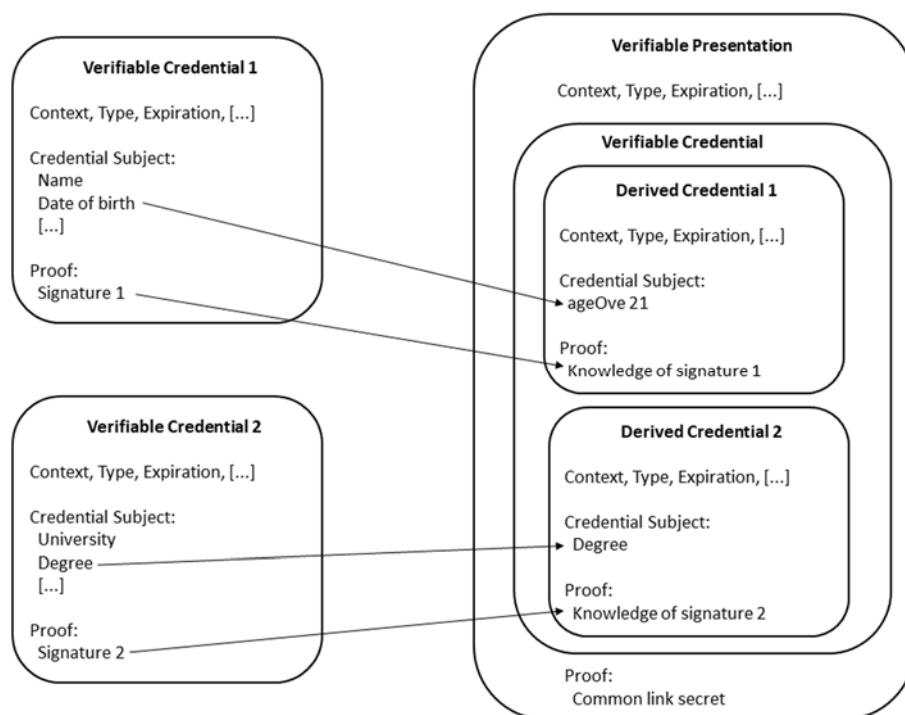 Verifiable Credential 1
Context, Type, Expiration, [...]
Credential Subject:
Name
Date of birth
[...]
Proof:
Signature 1
Verifiable Credential 2
Context, Type, Expiration, [...]
Credential Subject:
University
Degree
[...]
Proof:
Signature 2
Verifiable Presentation
Context, Type, Expiration, [...]
Verifiable Credential
Derived Credential 1
Context, Type, Expiration, [...]
Credential Subject:
ageOve 21
Proof:
Knowledge of signature 1
Derived Credential 2
Context, Type, Expiration, [...]
Credential Subject:
Degree
Proof:
Knowledge of signature 2
Proof:
Common link secret